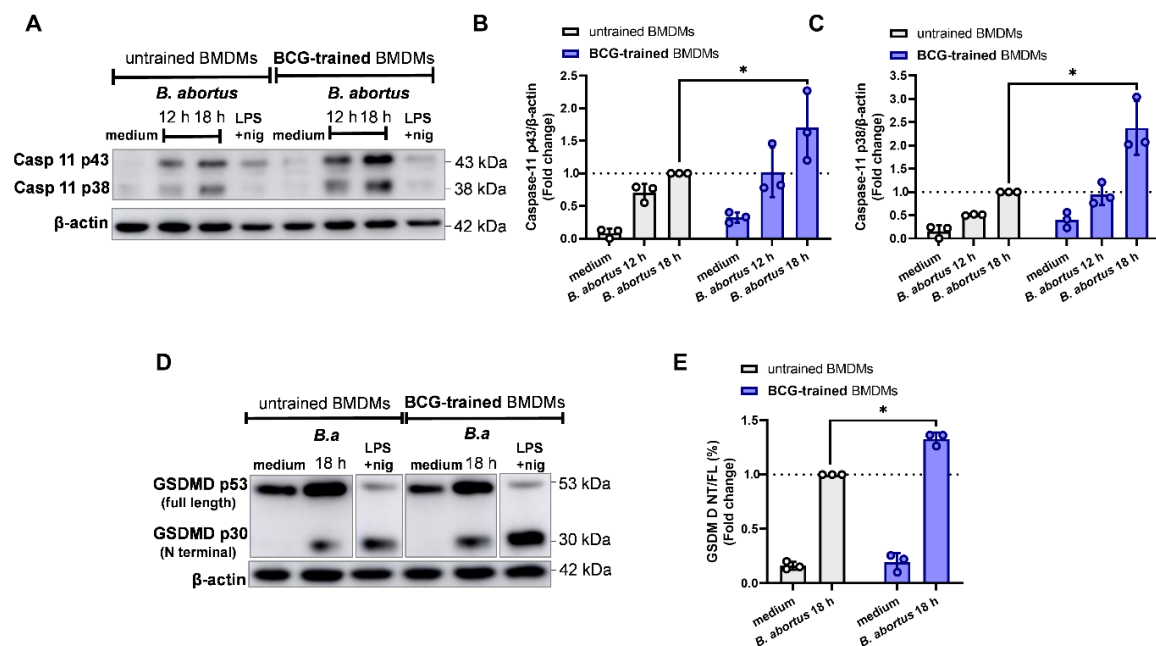 A
untrained BMDMs BCG-trained BMDMs
B. abortus B. abortus
medium 12 h 18 h LPS +nig medium 12 h 18 h LPS +nig
Casp 11 p43 43 kDa
Casp 11 p38 38 kDa
β-actin 42 kDa
B
untrained BMDMs
BCG-trained BMDMs
Caspase-11 p43/β-actin
(Fold change)
2.5
2.0
1.5
1.0
0.5
0.0
*
medium
B. abortus 12 h
B. abortus 18 h
medium
B. abortus 12 h
B. abortus 18 h
C
untrained BMDMs
BCG-trained BMDMs
Caspase-11 p38/β-actin
(Fold change)
3.5
3.0
2.5
2.0
1.5
1.0
0.5
0.0
*
medium
B. abortus 12 h
B. abortus 18 h
medium
B. abortus 12 h
B. abortus 18 h
D
untrained BMDMs BCG-trained BMDMs
B.a B.a
medium 18 h LPS +nig medium 18 h LPS +nig
GSDMD p53 53 kDa
(full length)
GSDMD p30 30 kDa
(N terminal)
β-actin 42 kDa
E
untrained BMDMs
BCG-trained BMDMs
GSDM D NT/FL (%)
(Fold change)
1.5
1.0
0.5
0.0
*
medium
B. abortus 18 h
medium
B. abortus 18 h